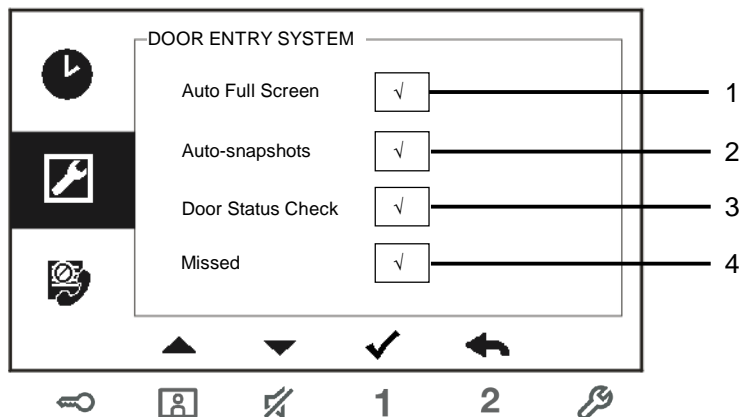 DOOR ENTRY SYSTEM
Auto Full Screen √ 1
Auto-snapshots √ 2
Door Status Check √ 3
Missed √ 4
1 2